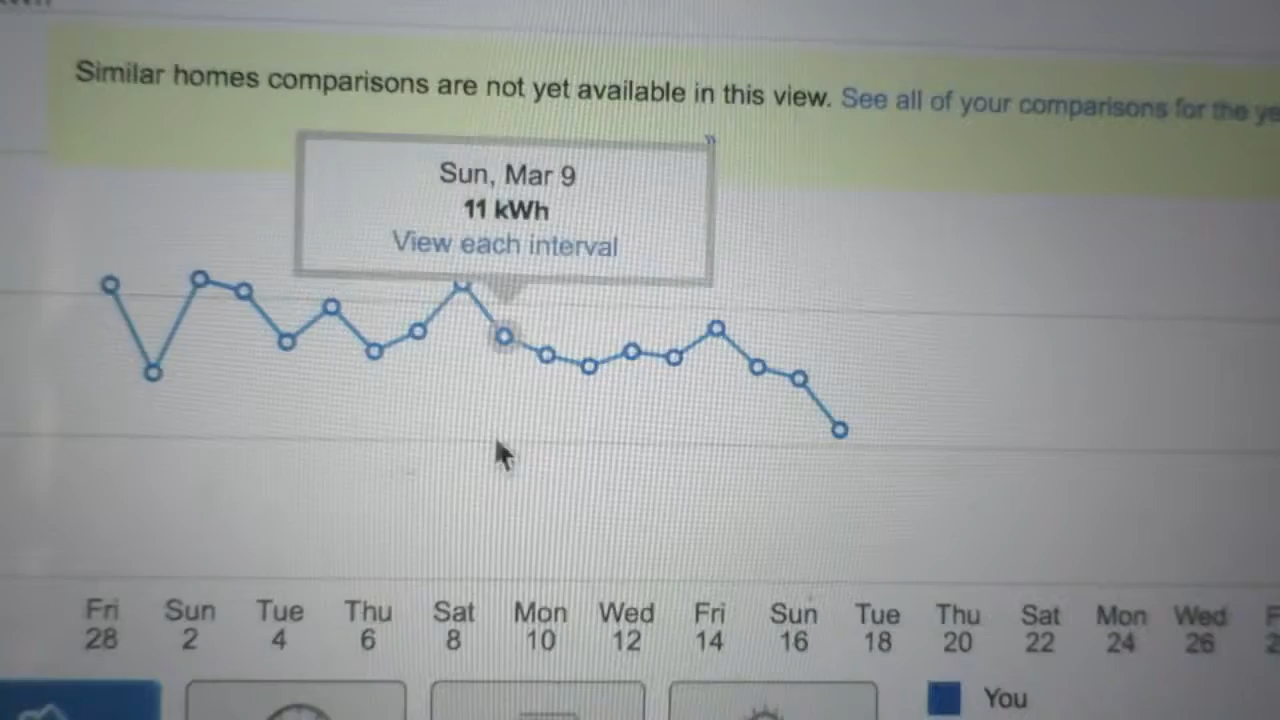 Similar homes comparisons are not yet available in this view. See all of your comparisons for the
Sun, Mar 9
11 kWh
View each interval
Fri Sun Tue Thu Sat Mon Wed Fri Sun Tue Thu Sat Mon Wed
28 2 4 6 8 10 12 14 16 18 20 22 24 26
You